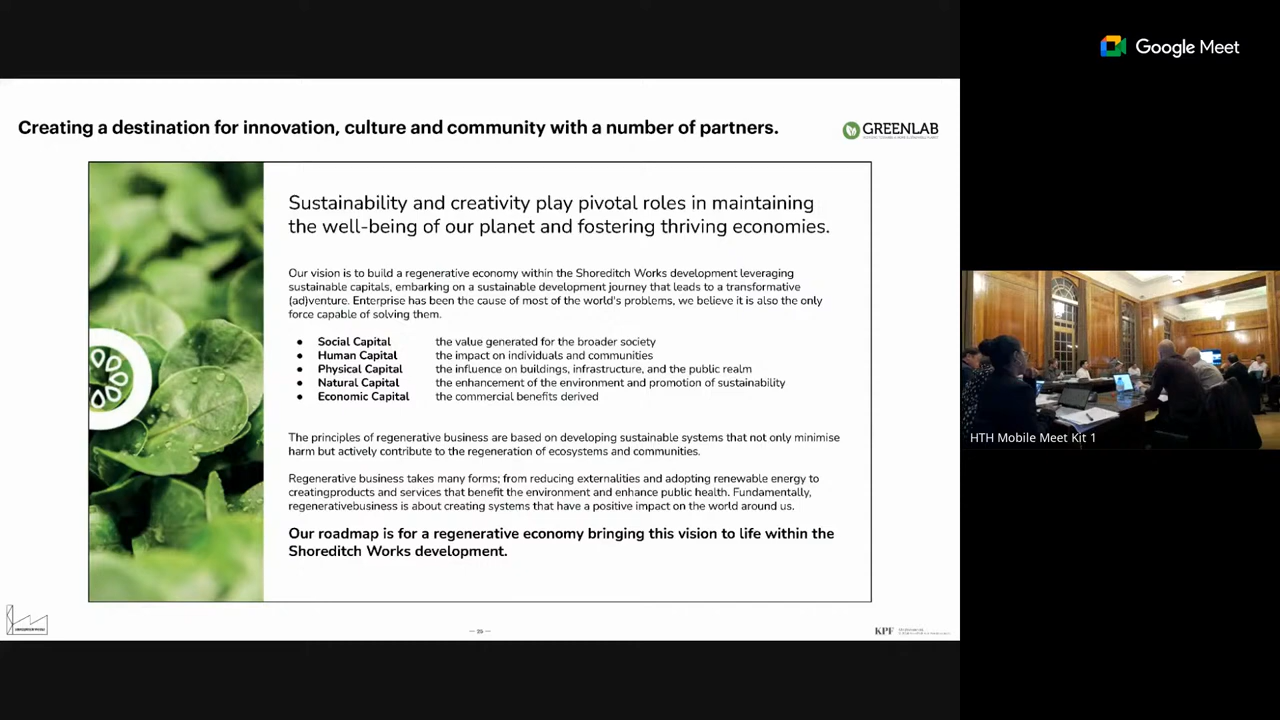 Google Meet
Creating a destination for innovation, culture and community with a number of partners.
GREENLAB
Sustainability and creativity play pivotal roles in maintaining
the well-being of our planet and fostering thriving economies.
Our vision is to build a regenerative economy within the Shoreditch Works development leveraging
sustainable capitals, embarking on a sustainable development journey that leads to a transformative
(ad)venture. Enterprise has been the cause of most of the world's problems, we believe it is also the only
force capable of solving them.
● Social Capital the value generated for the broader society
● Human Capital the impact on individuals and communities
● Physical Capital the influence on buildings, infrastructure, and the public realm
● Natural Capital the enhancement of the environment and promotion of sustainability
● Economic Capital the commercial benefits derived
The principles of regenerative business are based on developing sustainable systems that not only minimise
harm but actively contribute to the regeneration of ecosystems and communities.
Regenerative business takes many forms; from reducing externalities and adopting renewable energy to
creatingproducts and services that benefit the environment and enhance public health. Fundamentally,
regenerativebusiness is about creating systems that have a positive impact on the world around us.
Our roadmap is for a regenerative economy bringing this vision to life within the
Shoreditch Works development.
KPF
HTH Mobile Meet Kit 1